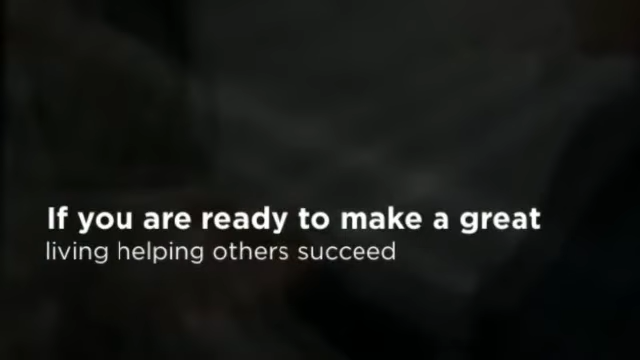 If you are ready to make a great
living helping others succeed